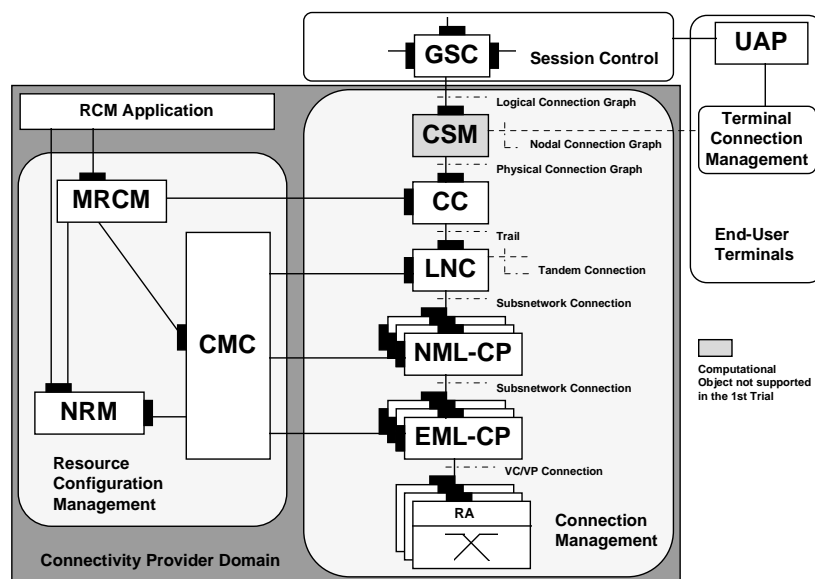 GSC
Session Control
UAP
RCM Application
Logical Connection Graph
CSM
Nodal Connection Graph
Terminal
Connection
Management
Physical Connection Graph
MRCM
CC
Trail
End-User
Terminals
LNC
Tandem Connection
Subsnetwork Connection
CMC
NML-CP
Computational
Object not supported
in the 1st Trial
Subsnetwork Connection
NRM
EML-CP
Resource
Configuration
Management
VC/VP Connection
RA
Connection
Management
Connectivity Provider Domain